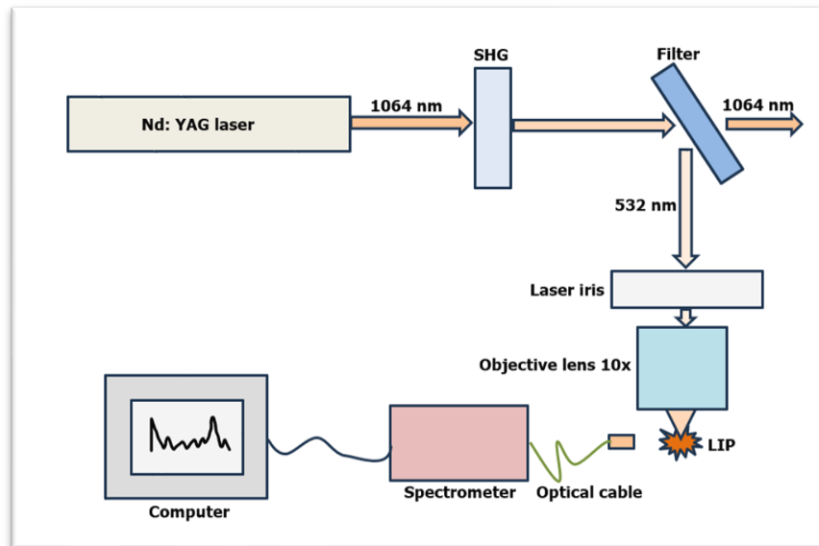 SHG
Filter
1064 nm
1064 nm
Nd: YAG laser
532 nm
Laser iris
Objective lens 10x
LIP
Spectrometer
Optical cable
Computer